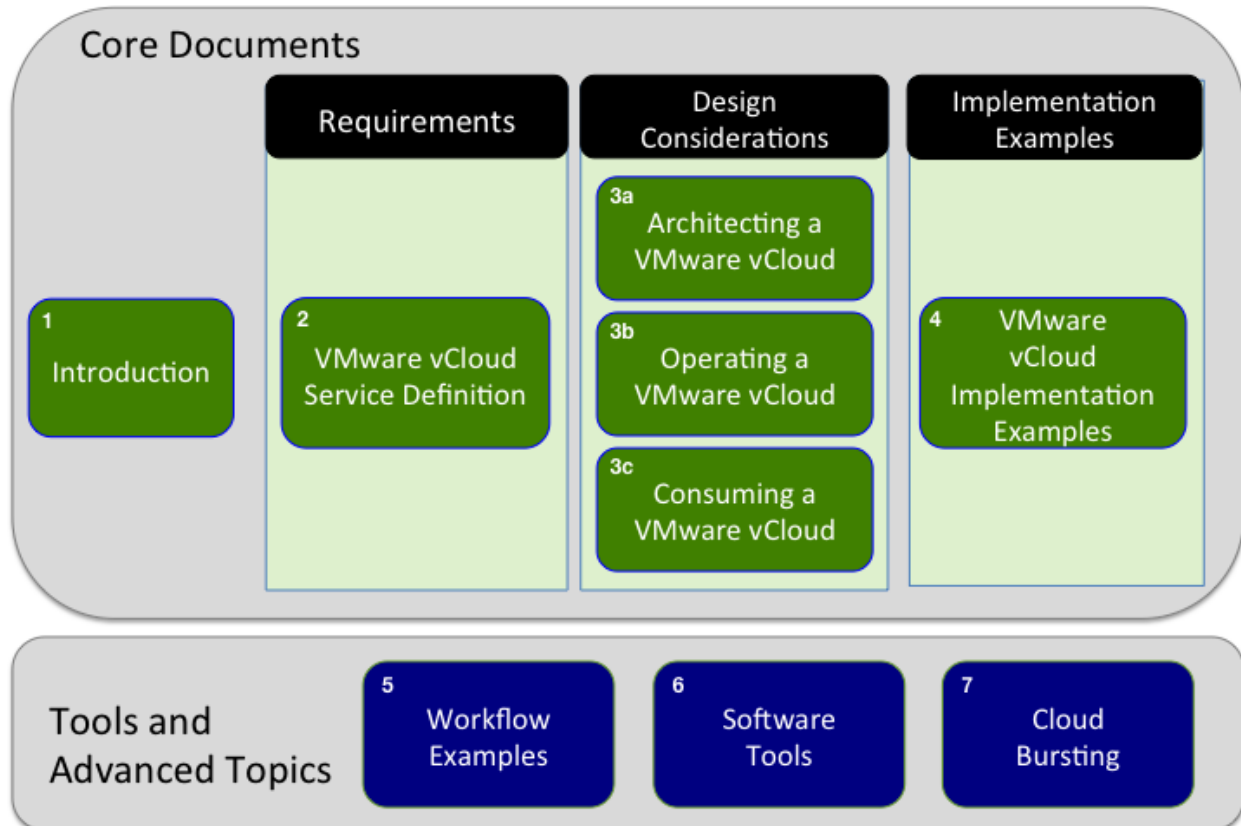 Core Documents
Requirements
Design
Considerations
Implementation
Examples
1
Introduction
2
VMware vCloud
Service Definition
3a
Architecting a
VMware vCloud
3b
Operating a
VMware vCloud
3c
Consuming a
VMware vCloud
4
VMware
vCloud
Implementation
Examples
Tools and
Advanced Topics
5
Workflow
Examples
6
Software
Tools
7
Cloud
Bursting